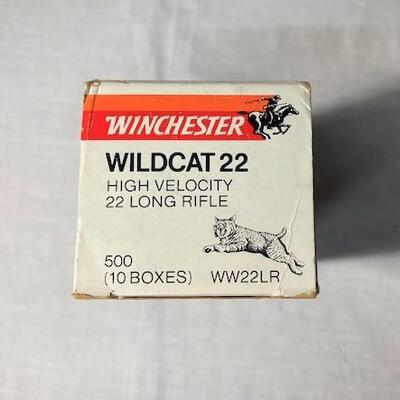 WINCHESTER
WILDCAT 22
HIGH VELOCITY
22 LONG RIFLE
500
(10 BOXES) WW22LR